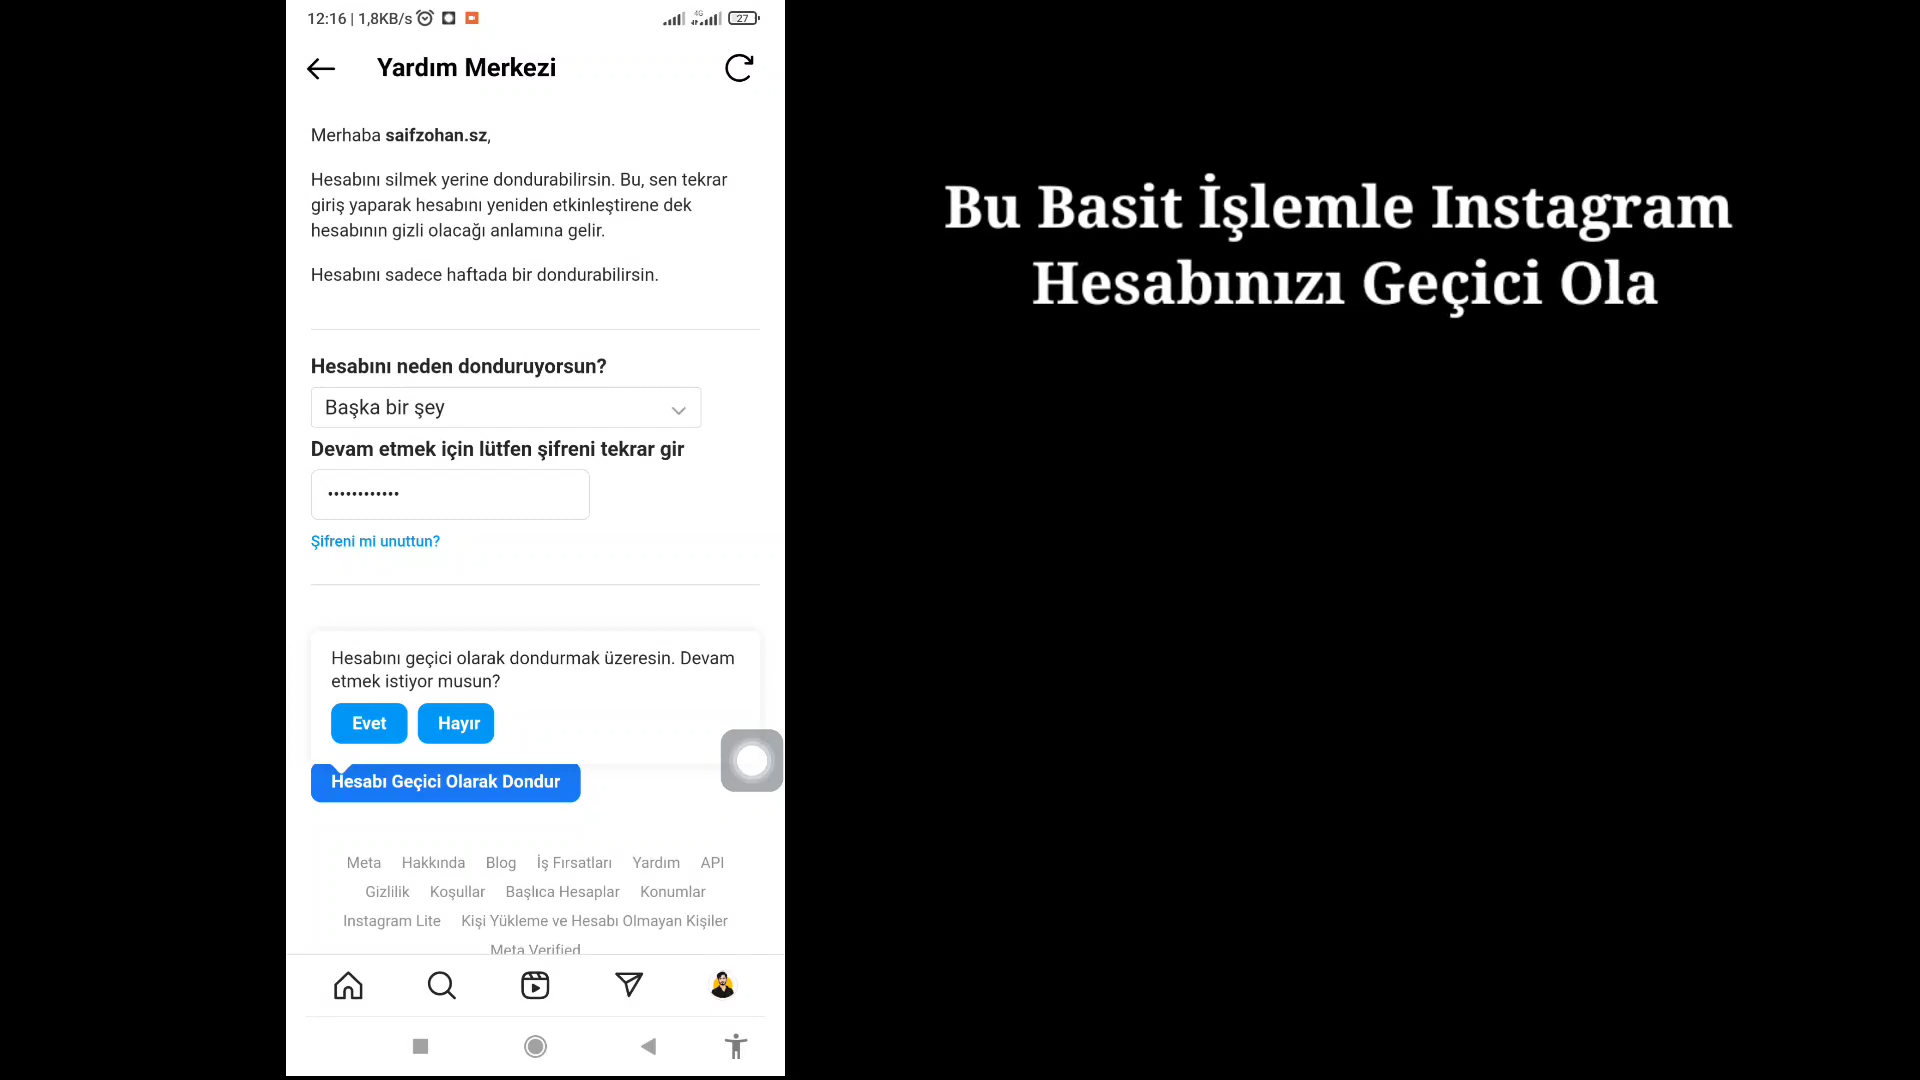 12:16 | 1,8KB/s
4G
27
Yardım Merkezi
Merhaba saifzohan.sz,
Hesabını silmek yerine dondurabilirsin. Bu, sen tekrar
giriş yaparak hesabını yeniden etkinleştirene dek
hesabının gizli olacağı anlamına gelir.
Hesabını sadece haftada bir dondurabilirsin.
Hesabını neden donduruyorsun?
Başka bir şey
Devam etmek için lütfen şifreni tekrar gir
••••••••••••
Şifreni mi unuttun?
Hesabını geçici olarak dondurmak üzeresin. Devam
etmek istiyor musun?
Evet Hayır
Hesabı Geçici Olarak Dondur
Meta Hakkında Blog İş Fırsatları Yardım API
Gizlilik Koşullar Başlıca Hesaplar Konumlar
Instagram Lite Kişi Yükleme ve Hesabı Olmayan Kişiler
Meta Verified
Bu Basit İşlemle Instagram
Hesabınızı Geçici Ola